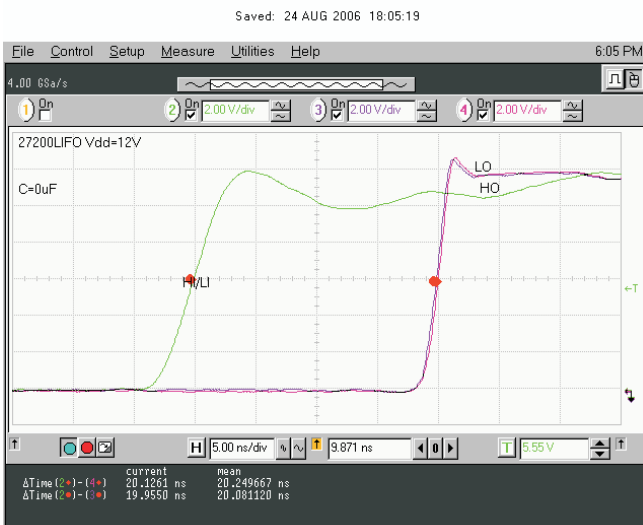 Saved: 24 AUG 2006 18:05:19
File Control Setup Measure Utilities Help 6:05 PM
4.00 GSa/s
1 On 2 On 2.00 V/div 3 On 2.00 V/div 4 On 2.00 V/div
27200LIFO Vdd=12V
LO
C=0uF
HO
HI/LI
T
H 5.00 ns/div 9.871 ns 0 T 5.55 V
current mean
ΔTime(2)-(4) 20.1261 ns 20.249667 ns
ΔTime(2)-(3) 19.9550 ns 20.081120 ns